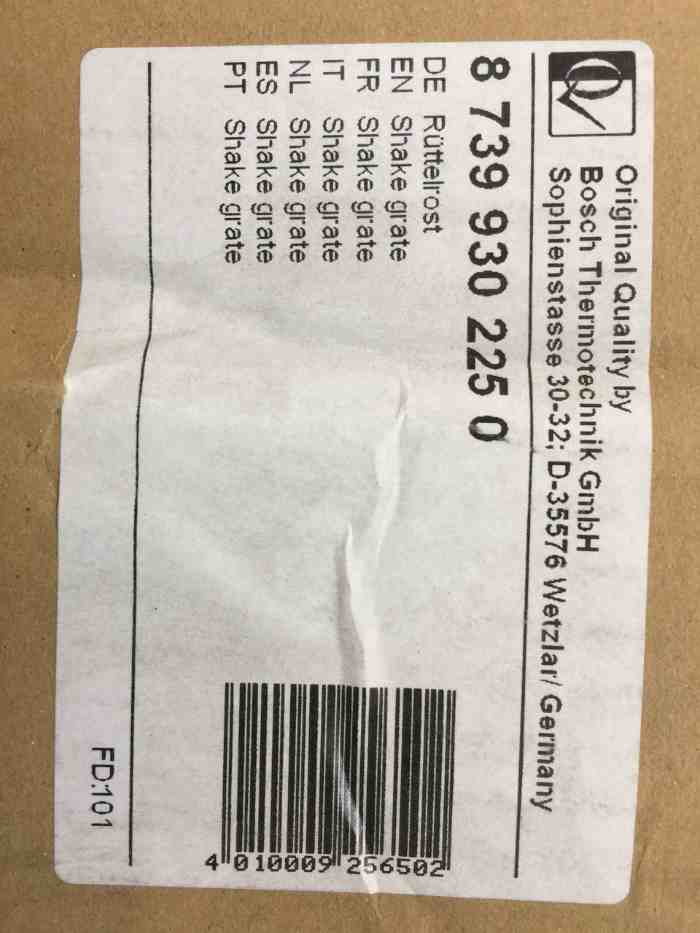 Original Quality by
Bosch Thermotechnik GmbH
Sophienstasse 30-32; D-35576 Wetzlar/ Germany
8 739 930 225 0
DE Rüttelrost
EN Shake grate
FR Shake grate
IT Shake grate
NL Shake grate
ES Shake grate
PT Shake grate
4 010009 256502
FD:101